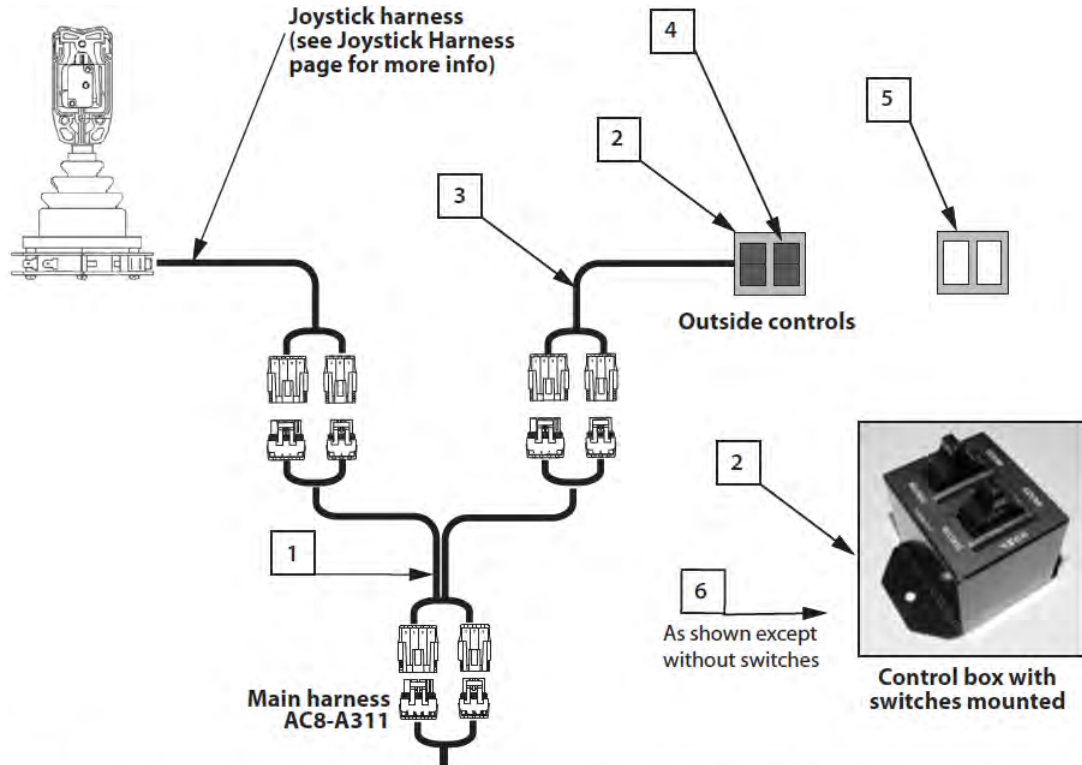 Joystick harness
(see Joystick Harness
page for more info)
4
5
2
3
Outside controls
2
1
6
As shown except
without switches
Main harness
AC8-A311
Control box with
switches mounted